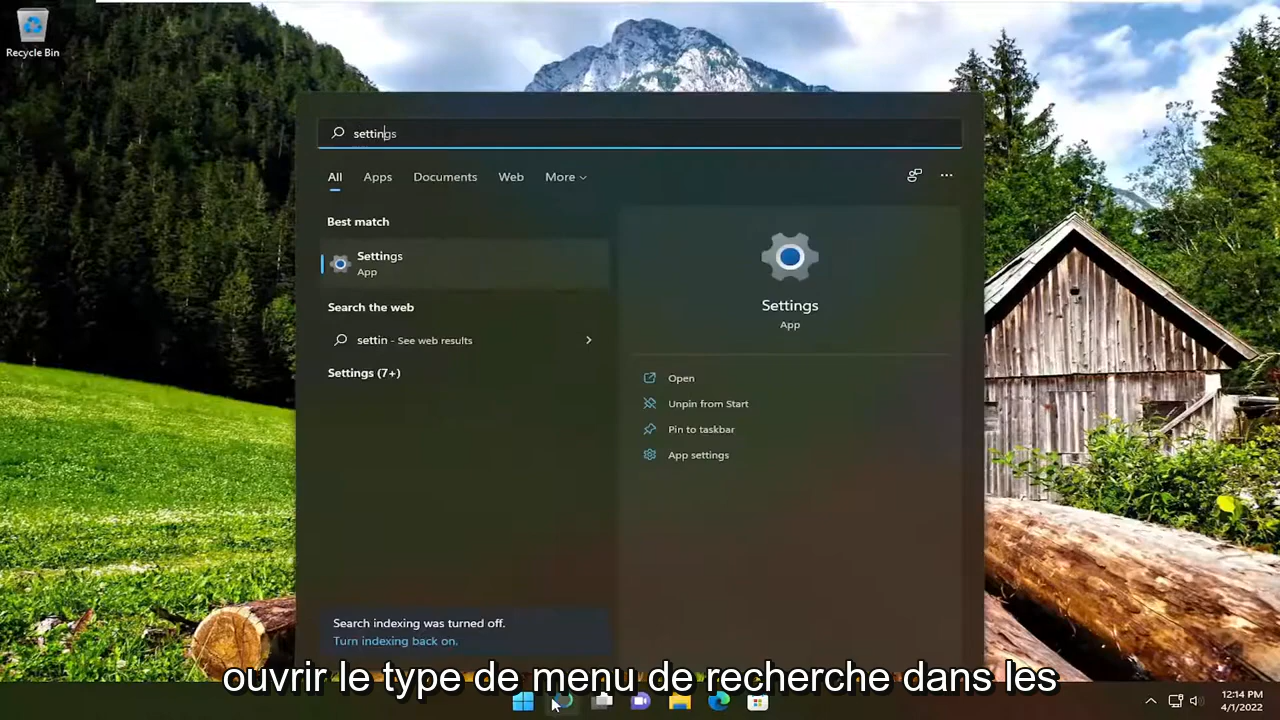 Recycle Bin
settings
All Apps Documents Web More
Best match
Settings
App
Search the web
settin - See web results
Settings (7+)
Settings
App
Open
Unpin from Start
Pin to taskbar
App settings
Search indexing was turned off.
Turn indexing back on.
ouvrir le type de menu de recherche dans les
12:14 PM
4/1/2022